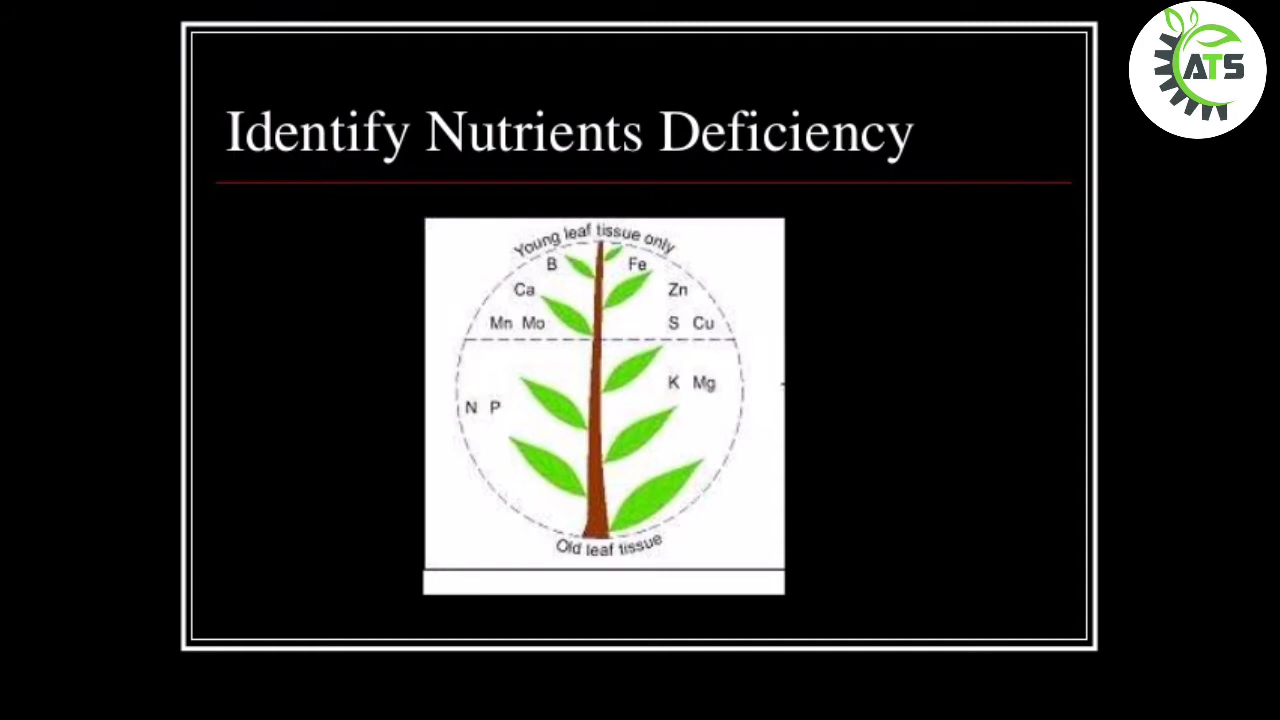 ATS
Identify Nutrients Deficiency
Young leaf tissue only
B Fe
Ca Zn
Mn Mo S Cu
K Mg
N P
Old leaf tissue